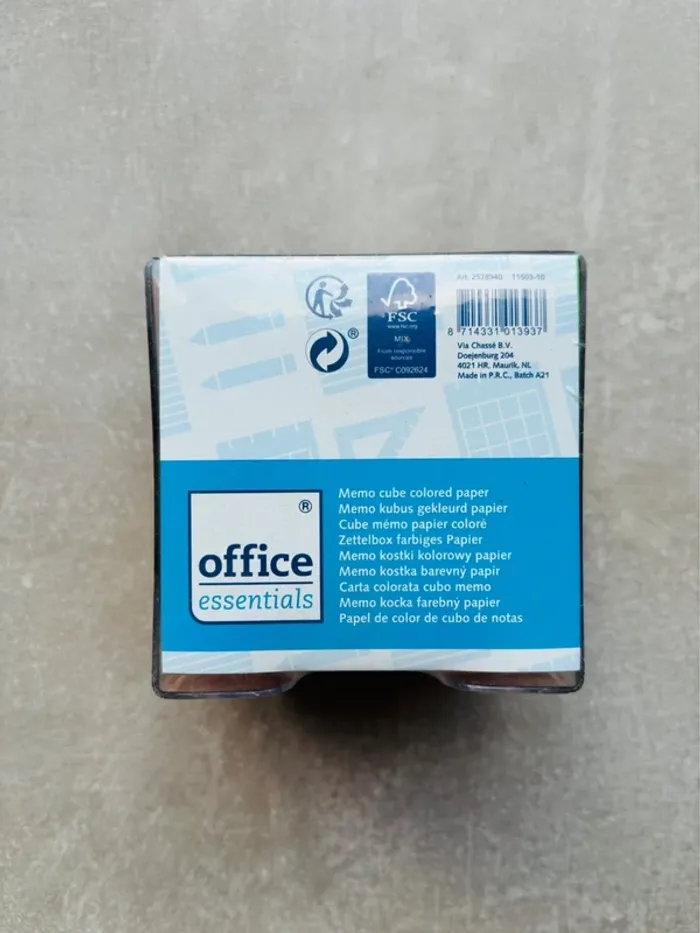 Art. 2528940 11503-10
8 714331 013937
Via Chassé B.V.
Doejenburg 204
4021 HR, Maurik, NL
Made in P.R.C., Batch A21
FSC
www.fsc.org
MIX
From responsible
sources
FSC® C092624
®
®
office
essentials
Memo cube colored paper
Memo kubus gekleurd papier
Cube mémo papier coloré
Zettelbox farbiges Papier
Memo kostki kolorowy papier
Memo kostka barevný papír
Carta colorata cubo memo
Memo kocka farebný papier
Papel de color de cubo de notas